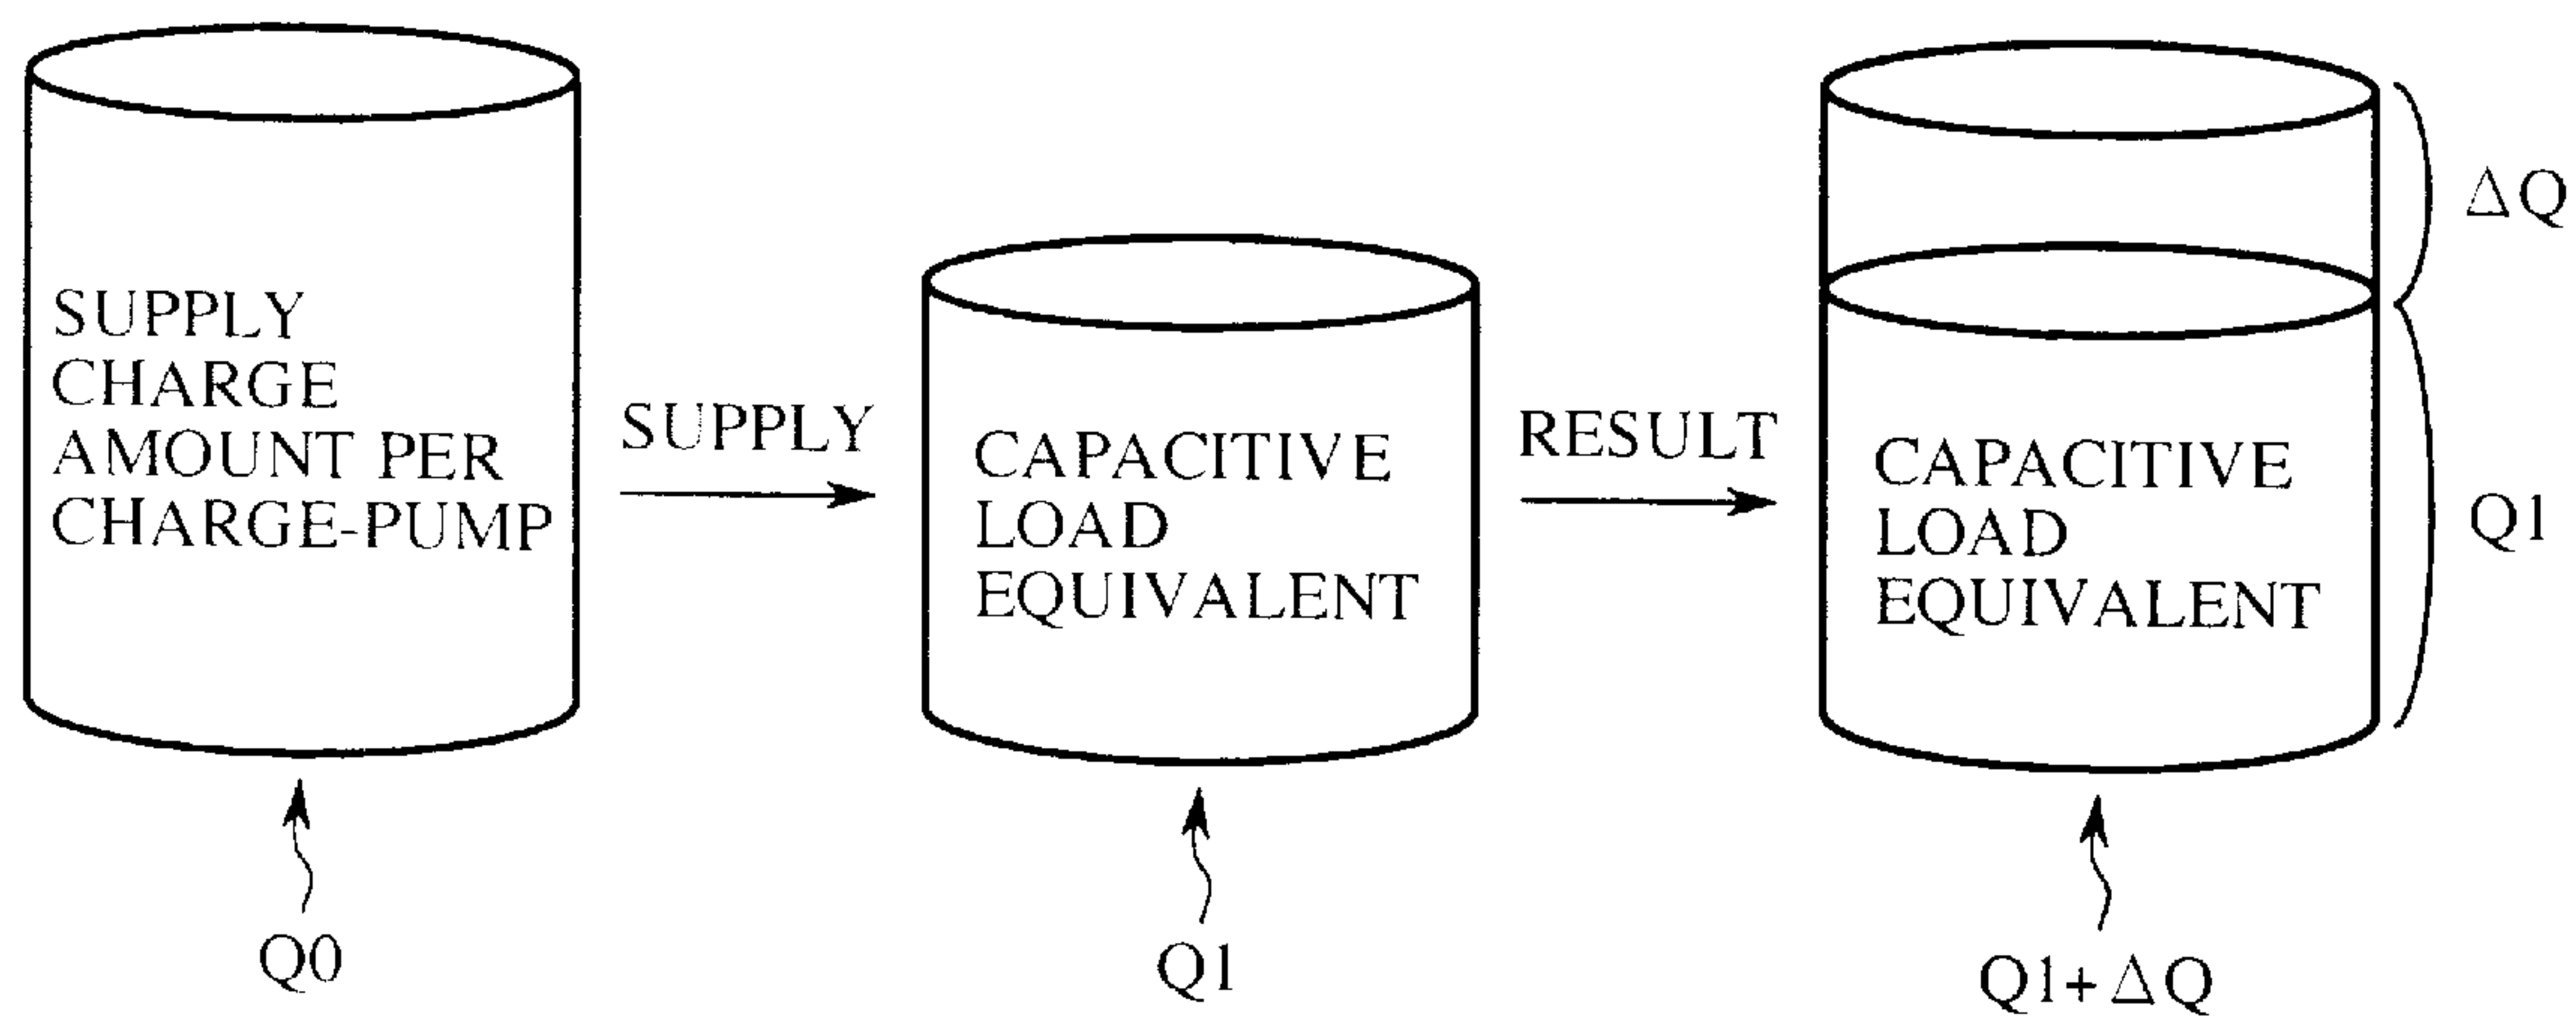 SUPPLY
CHARGE
AMOUNT PER
CHARGE-PUMP
SUPPLY
CAPACITIVE
LOAD
EQUIVALENT
RESULT
CAPACITIVE
LOAD
EQUIVALENT
ΔQ
Q1
Q0
Q1
Q1+ΔQ